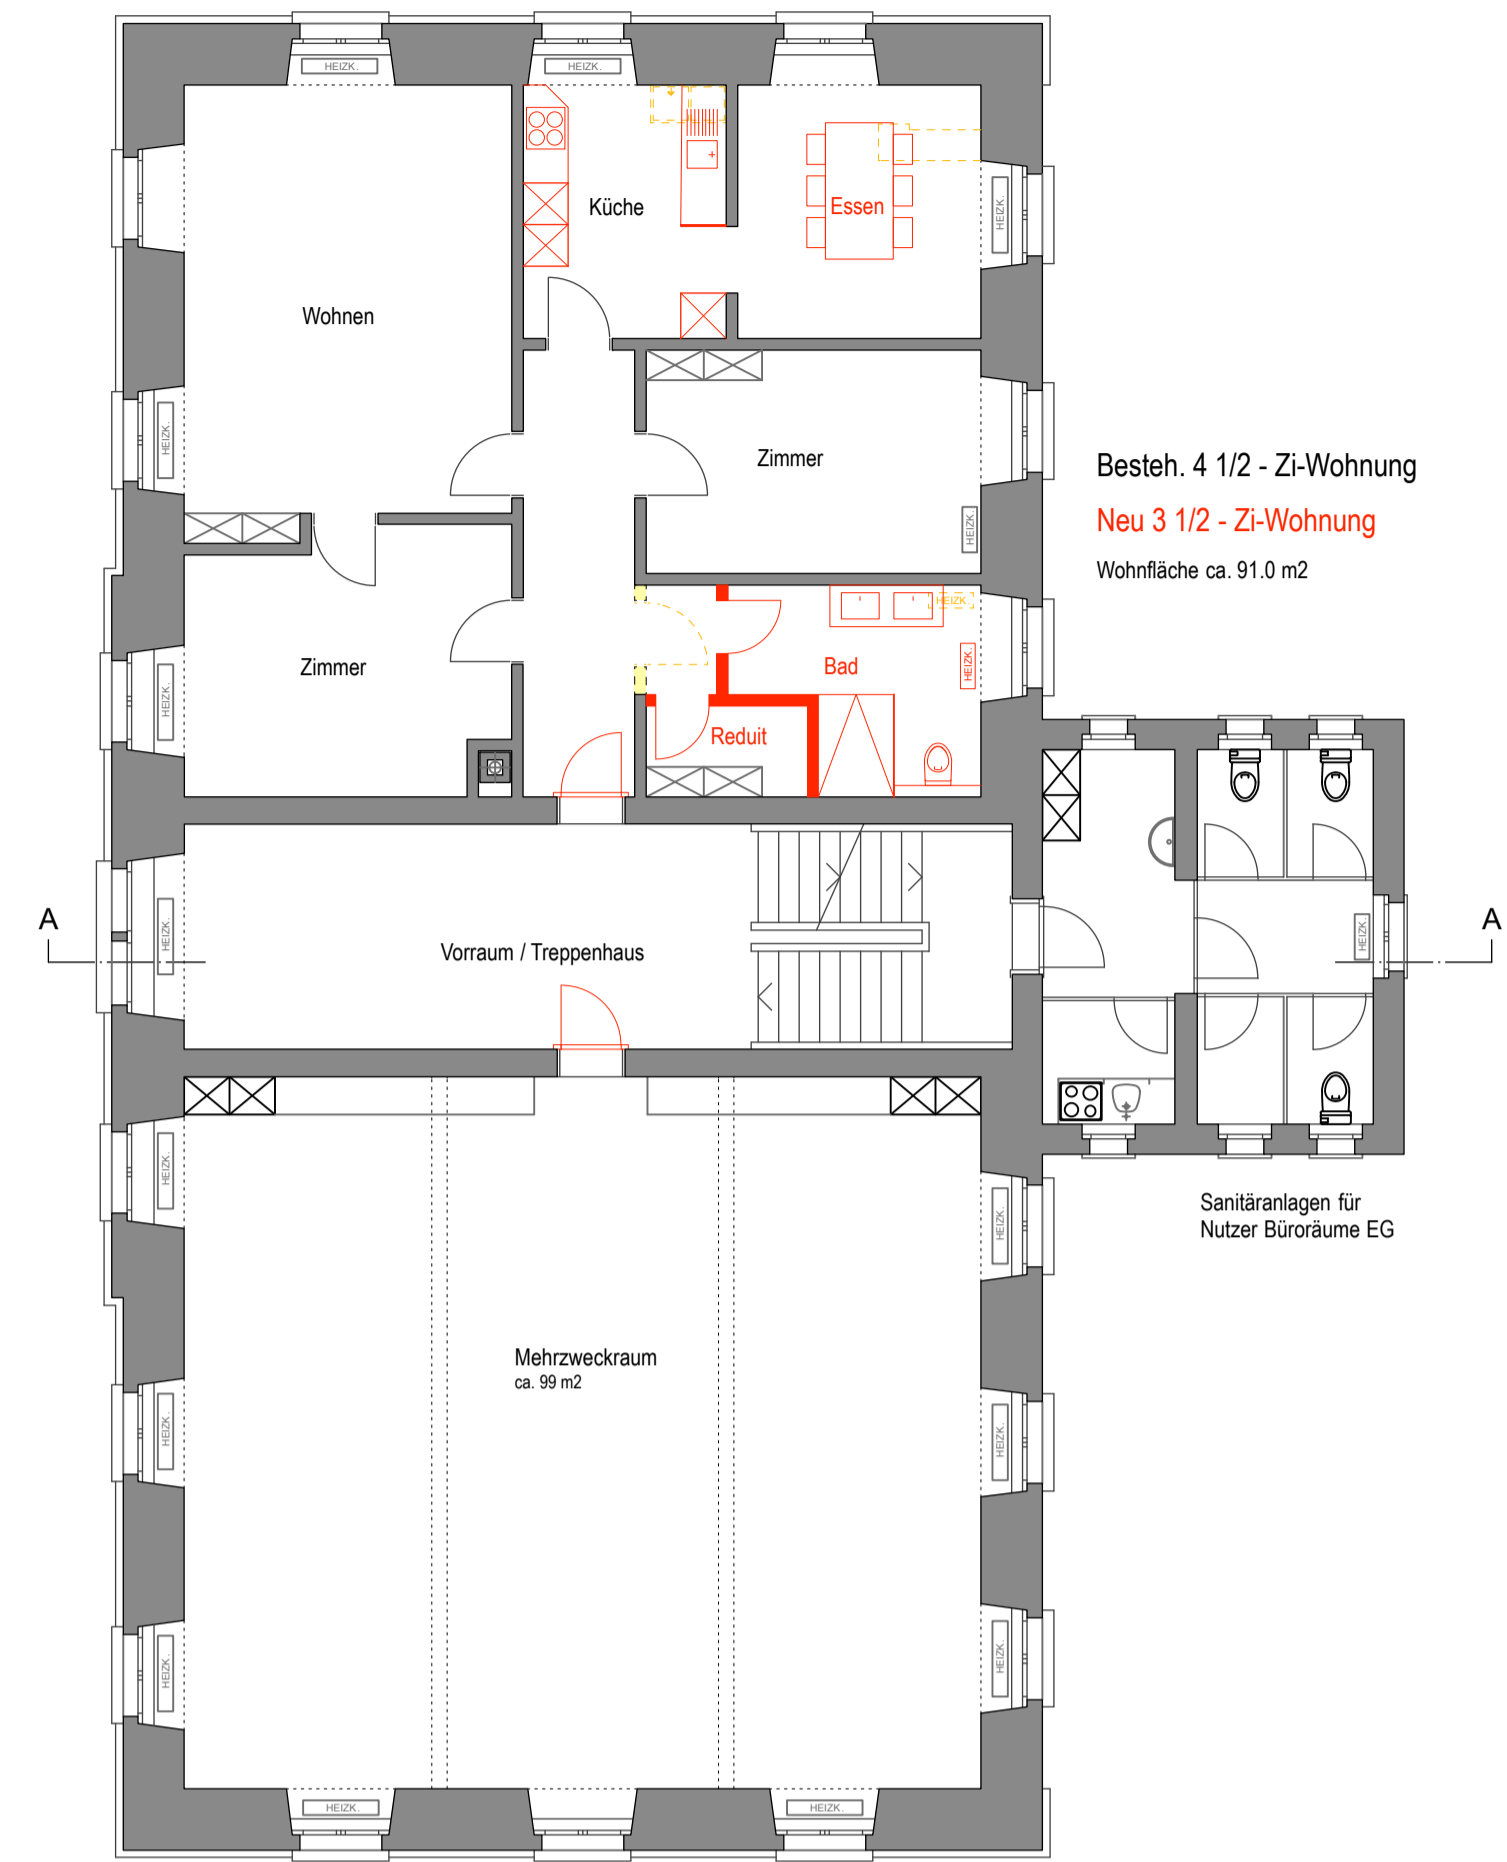 HEIZK.
HEIZK.
Küche
Essen
HEIZK.
Wohnen
HEIZK.
Zimmer
HEIZK.
Besteh. 4 1/2 - Zi-Wohnung
Neu 3 1/2 - Zi-Wohnung
Wohnfläche ca. 91.0 m2
HEIZK.
Zimmer
HEIZK.
Bad
HEIZK.
Reduit
A
HEIZK.
Vorraum / Treppenhaus
HEIZK.
A
HEIZK.
HEIZK.
Sanitäranlagen für
Nutzer Büroräume EG
Mehrzweckraum
ca. 99 m2
HEIZK.
HEIZK.
HEIZK.
HEIZK.
HEIZK.
HEIZK.